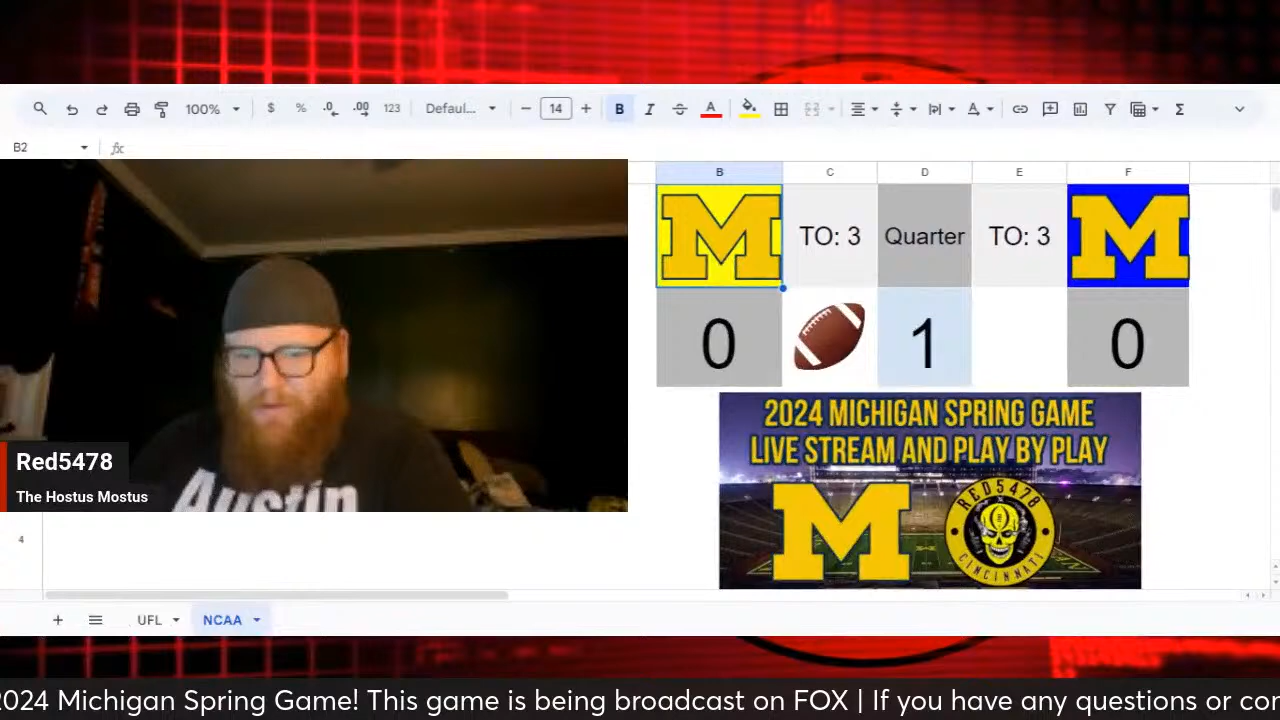 100%
$
%
.0
.00
123
Defaul...
14
B
I
A
B2
fx
B
C
D
E
F
M
TO: 3
Quarter
TO: 3
M
0
1
0
2024 MICHIGAN SPRING GAME
LIVE STREAM AND PLAY BY PLAY
M
RED5478
CINCINNATI
Austin
Red5478
The Hostus Mostus
4
UFL
NCAA
2024 Michigan Spring Game! This game is being broadcast on FOX | If you have any questions or